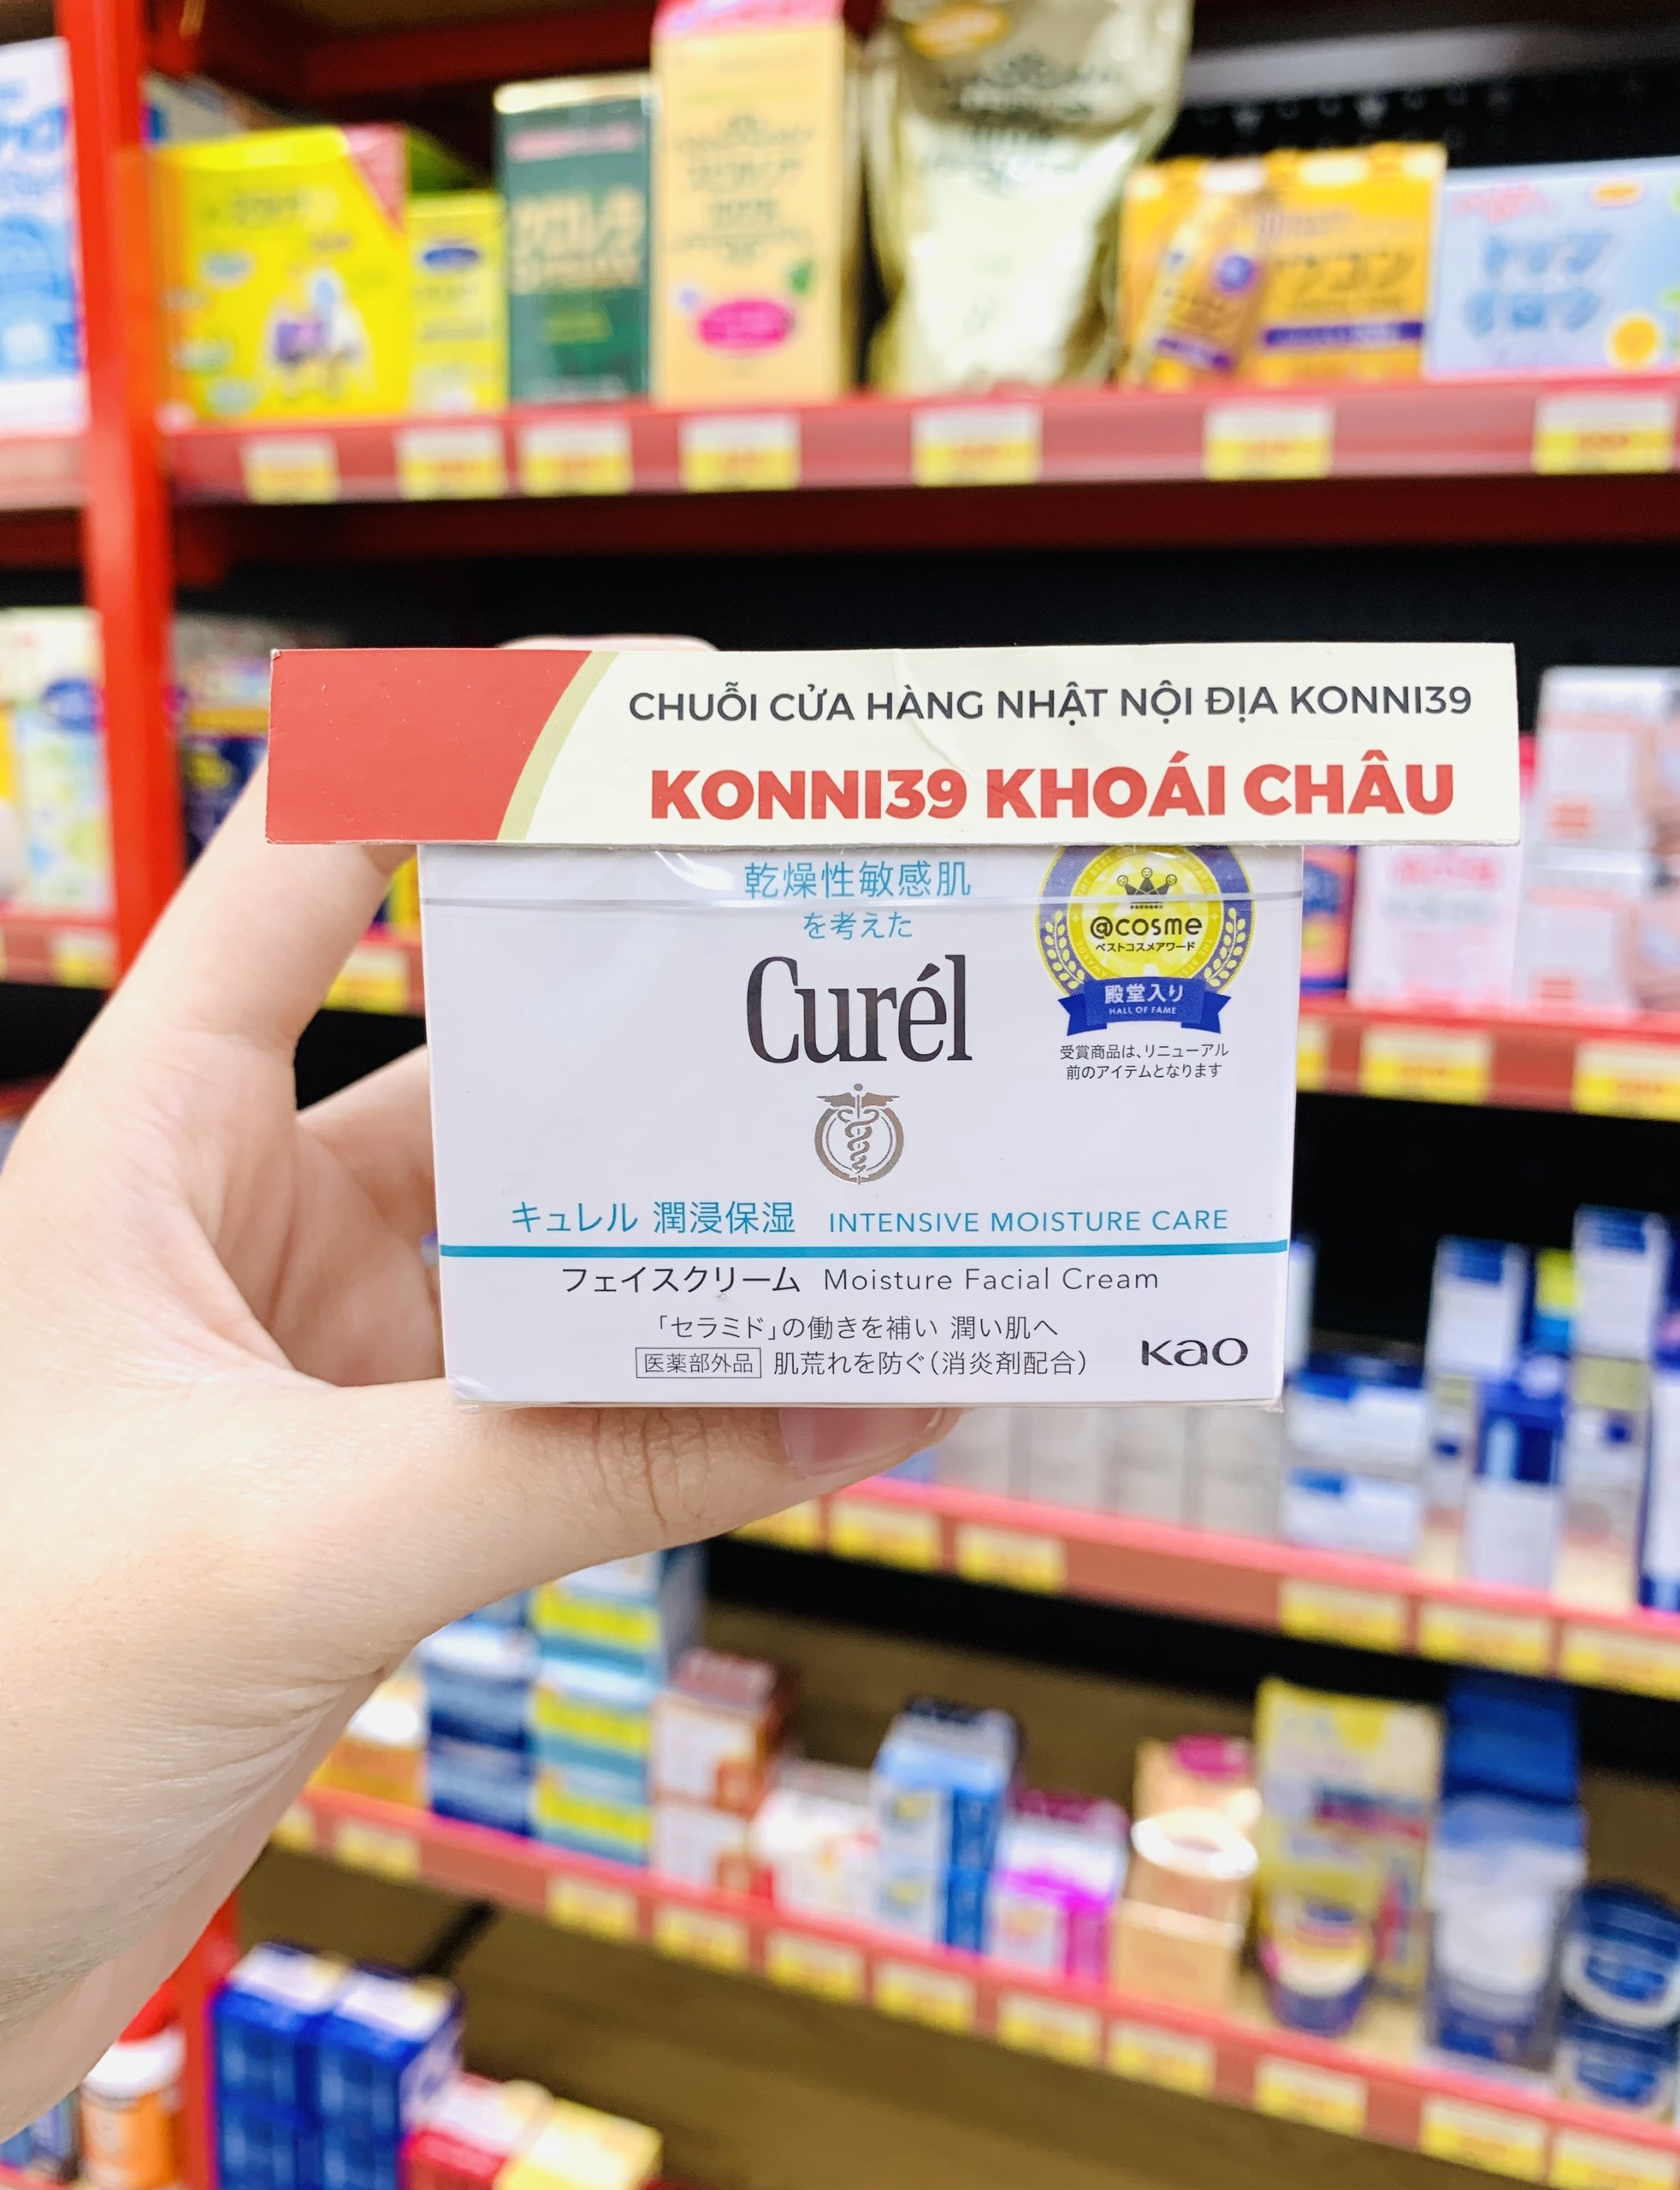 CHUỖI CỬA HÀNG NHẬT NỘI ĐỊA KONNI39
KONNI39 KHOÁI CHÂU
乾燥性敏感肌
を考えた
Curél
@cosme
ベストコスメアワード
殿堂入り
HALL OF FAME
受賞商品は、リニューアル
前のアイテムとなります
キュレル 潤浸保湿 INTENSIVE MOISTURE CARE
フェイスクリーム Moisture Facial Cream
「セラミド」の働きを補い 潤い肌へ
医薬部外品 肌荒れを防ぐ(消炎剤配合)
Kao